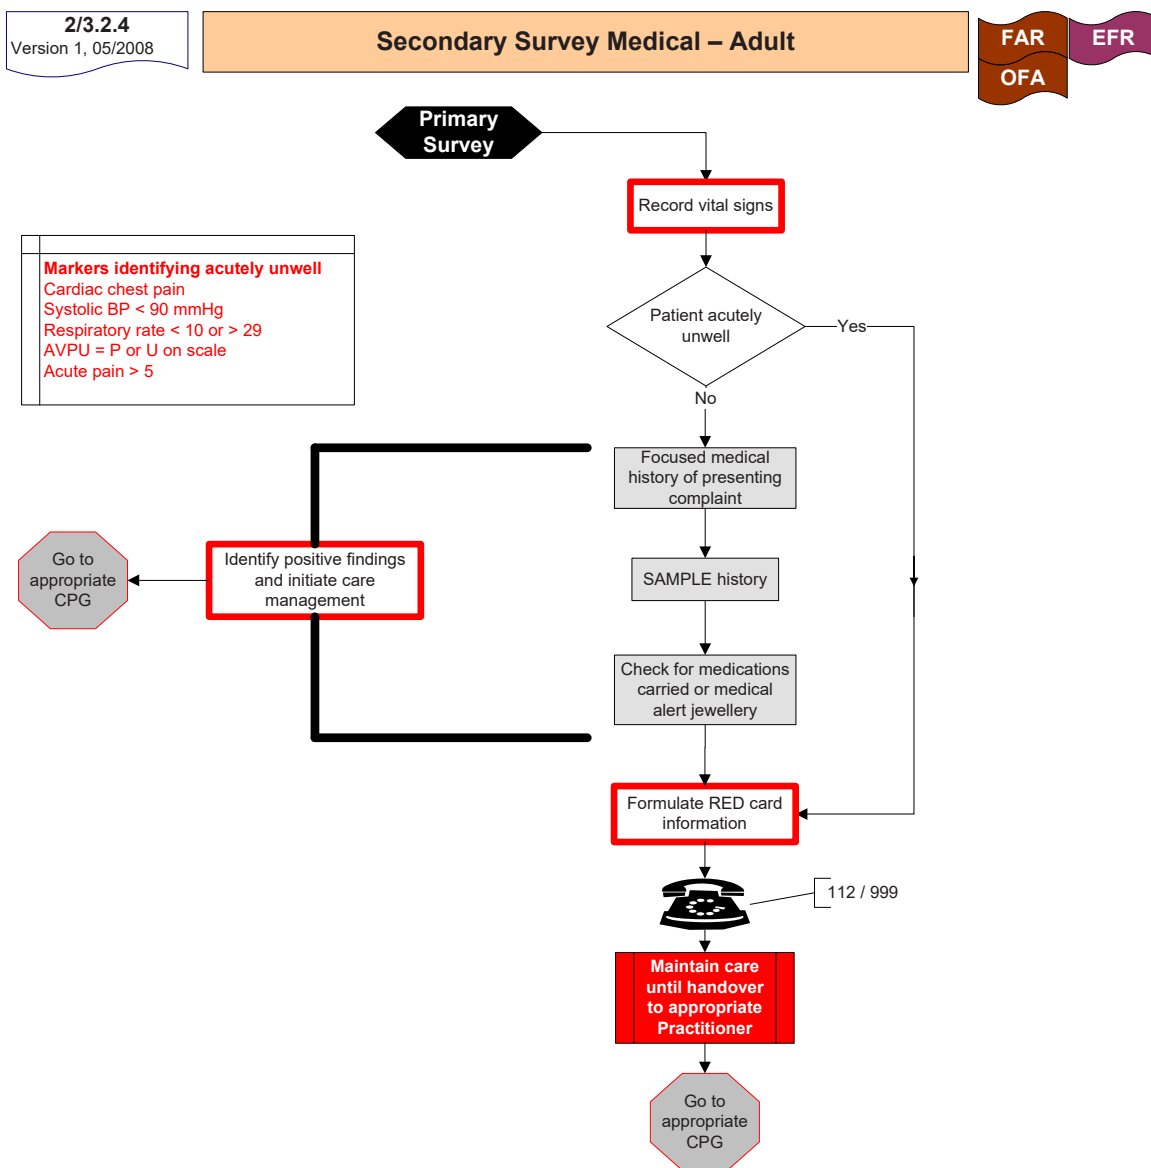 2/3.2.4
Version 1, 05/2008
Secondary Survey Medical – Adult
FAR
EFR
OFA
Primary
Survey
Record vital signs
Markers identifying acutely unwell
Cardiac chest pain
Systolic BP < 90 mmHg
Respiratory rate < 10 or > 29
AVPU = P or U on scale
Acute pain > 5
Patient acutely
unwell
Yes
No
Focused medical
history of presenting
complaint
Go to
appropriate
CPG
Identify positive findings
and initiate care
management
SAMPLE history
Check for medications
carried or medical
alert jewellery
Formulate RED card
information
112 / 999
Maintain care
until handover
to appropriate
Practitioner
Go to
appropriate
CPG